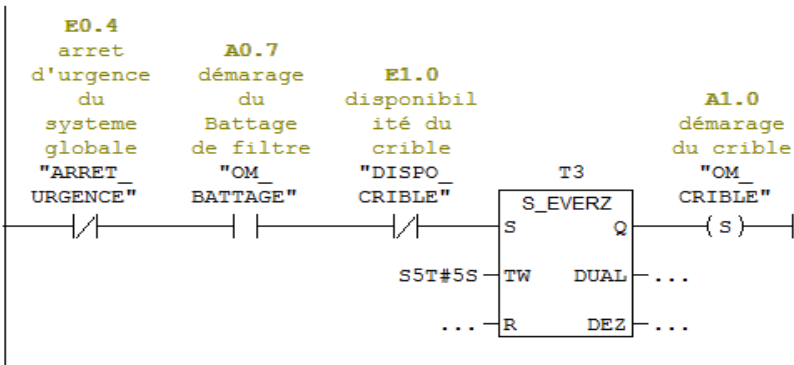 E0.4
arret
d'urgence
du
systeme
globale
"ARRET_
URGENCE"
A0.7
démarage
du
Battage
de filtre
"OM_
BATTAGE"
E1.0
disponibil
ité du
crible
"DISPO_
CRIBLE"
T3
S_EVERZ
S Q
S5T#5S TW DUAL ...
... R DEZ ...
A1.0
démarage
du crible
"OM_
CRIBLE"
S